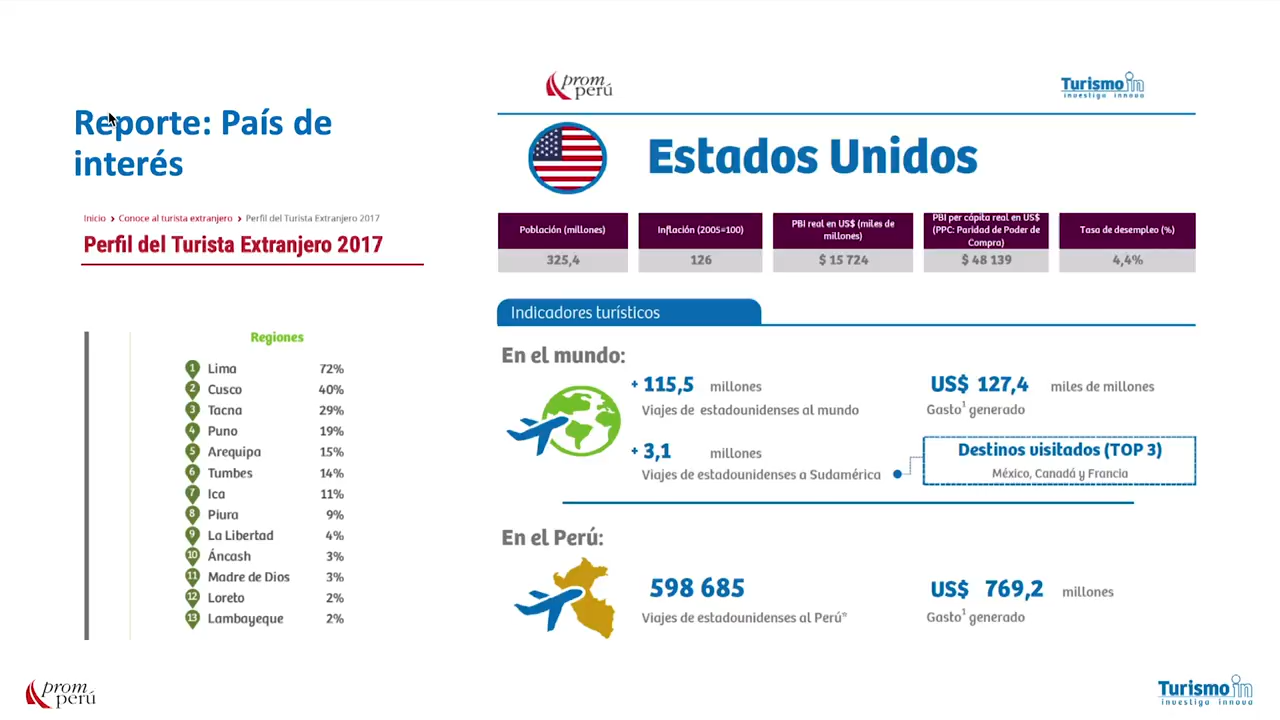 Reporte: País de
interés
Inicio > Conoce al turista extranjero > Perfil del Turista Extranjero 2017
Perfil del Turista Extranjero 2017
Regiones
1 Lima 72%
2 Cusco 40%
3 Tacna 29%
4 Puno 19%
5 Arequipa 15%
6 Tumbes 14%
7 Ica 11%
8 Piura 9%
9 La Libertad 4%
10 Áncash 3%
11 Madre de Dios 3%
12 Loreto 2%
13 Lambayeque 2%
prom
perú
Turismo in
investiga innova
Estados Unidos
Población (millones)
325,4
Inflación (2005=100)
126
PBI real en US$ (miles de
millones)
$ 15 724
PBI per cápita real en US$
(PPC: Paridad de Poder de
Compra)
$ 48 139
Tasa de desempleo (%)
4,4%
Indicadores turísticos
En el mundo:
+ 115,5 millones
Viajes de estadounidenses al mundo
US$ 127,4 miles de millones
Gasto¹ generado
+ 3,1 millones
Viajes de estadounidenses a Sudamérica
Destinos visitados (TOP 3)
México, Canadá y Francia
En el Perú:
598 685
Viajes de estadounidenses al Perú*
US$ 769,2 millones
Gasto¹ generado
prom
perú
Turismo in
investiga innova